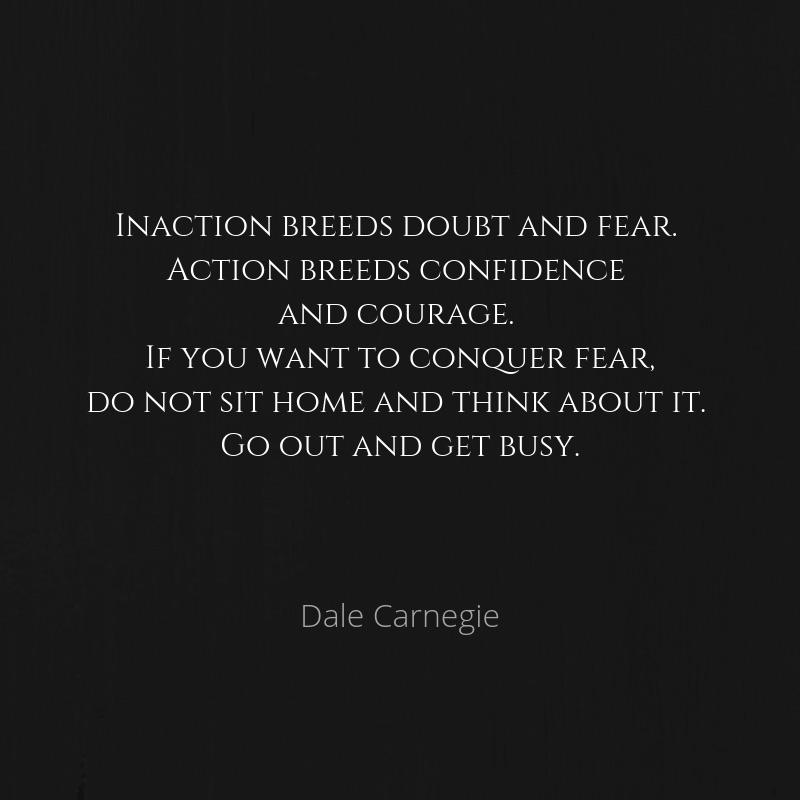 Inaction breeds doubt and fear.
Action breeds confidence
and courage.
If you want to conquer fear,
do not sit home and think about it.
Go out and get busy.
Dale Carnegie